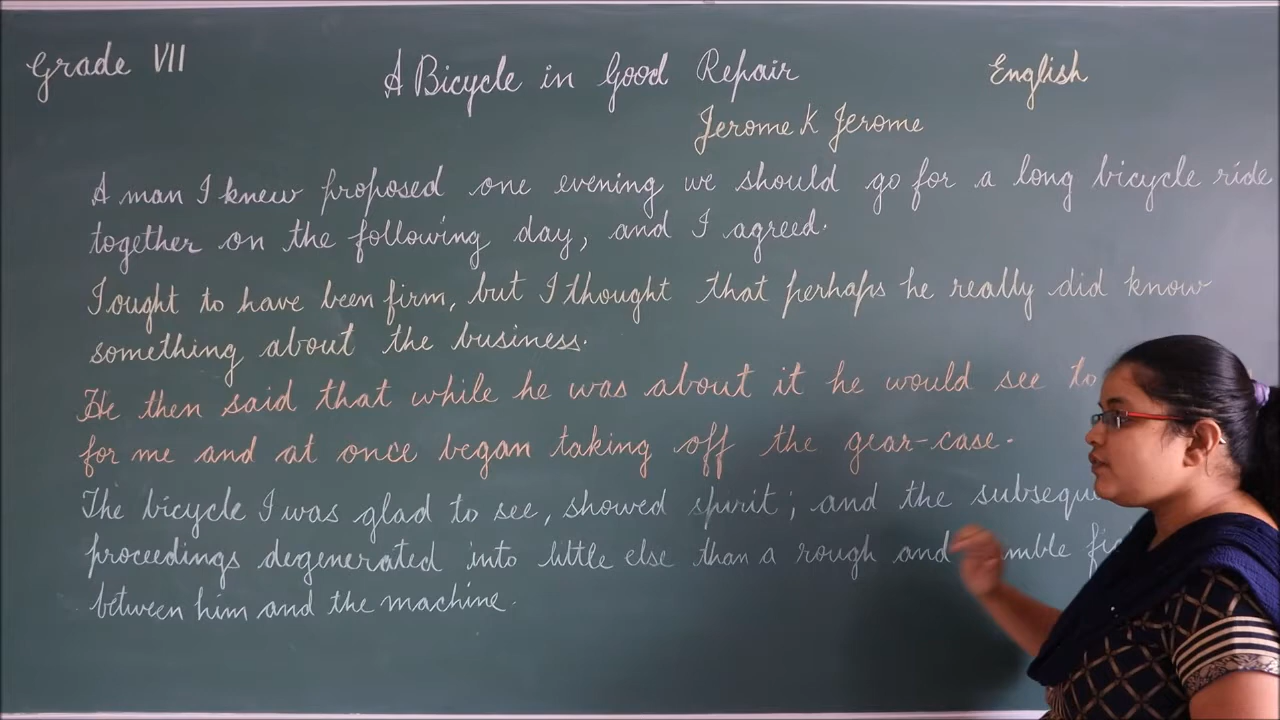 Grade VII
A Bicycle in Good Repair
English
Jerome K Jerome
A man I knew proposed one evening we should go for a long bicycle ride
together on the following day, and I agreed.
I ought to have been firm, but I thought that perhaps he really did know
something about the business.
He then said that while he was about it he would see to
for me and at once began taking off the gear-case.
The bicycle I was glad to see, showed spirit; and the
proceedings degenerated into little else than a rough and
between him and the machine.